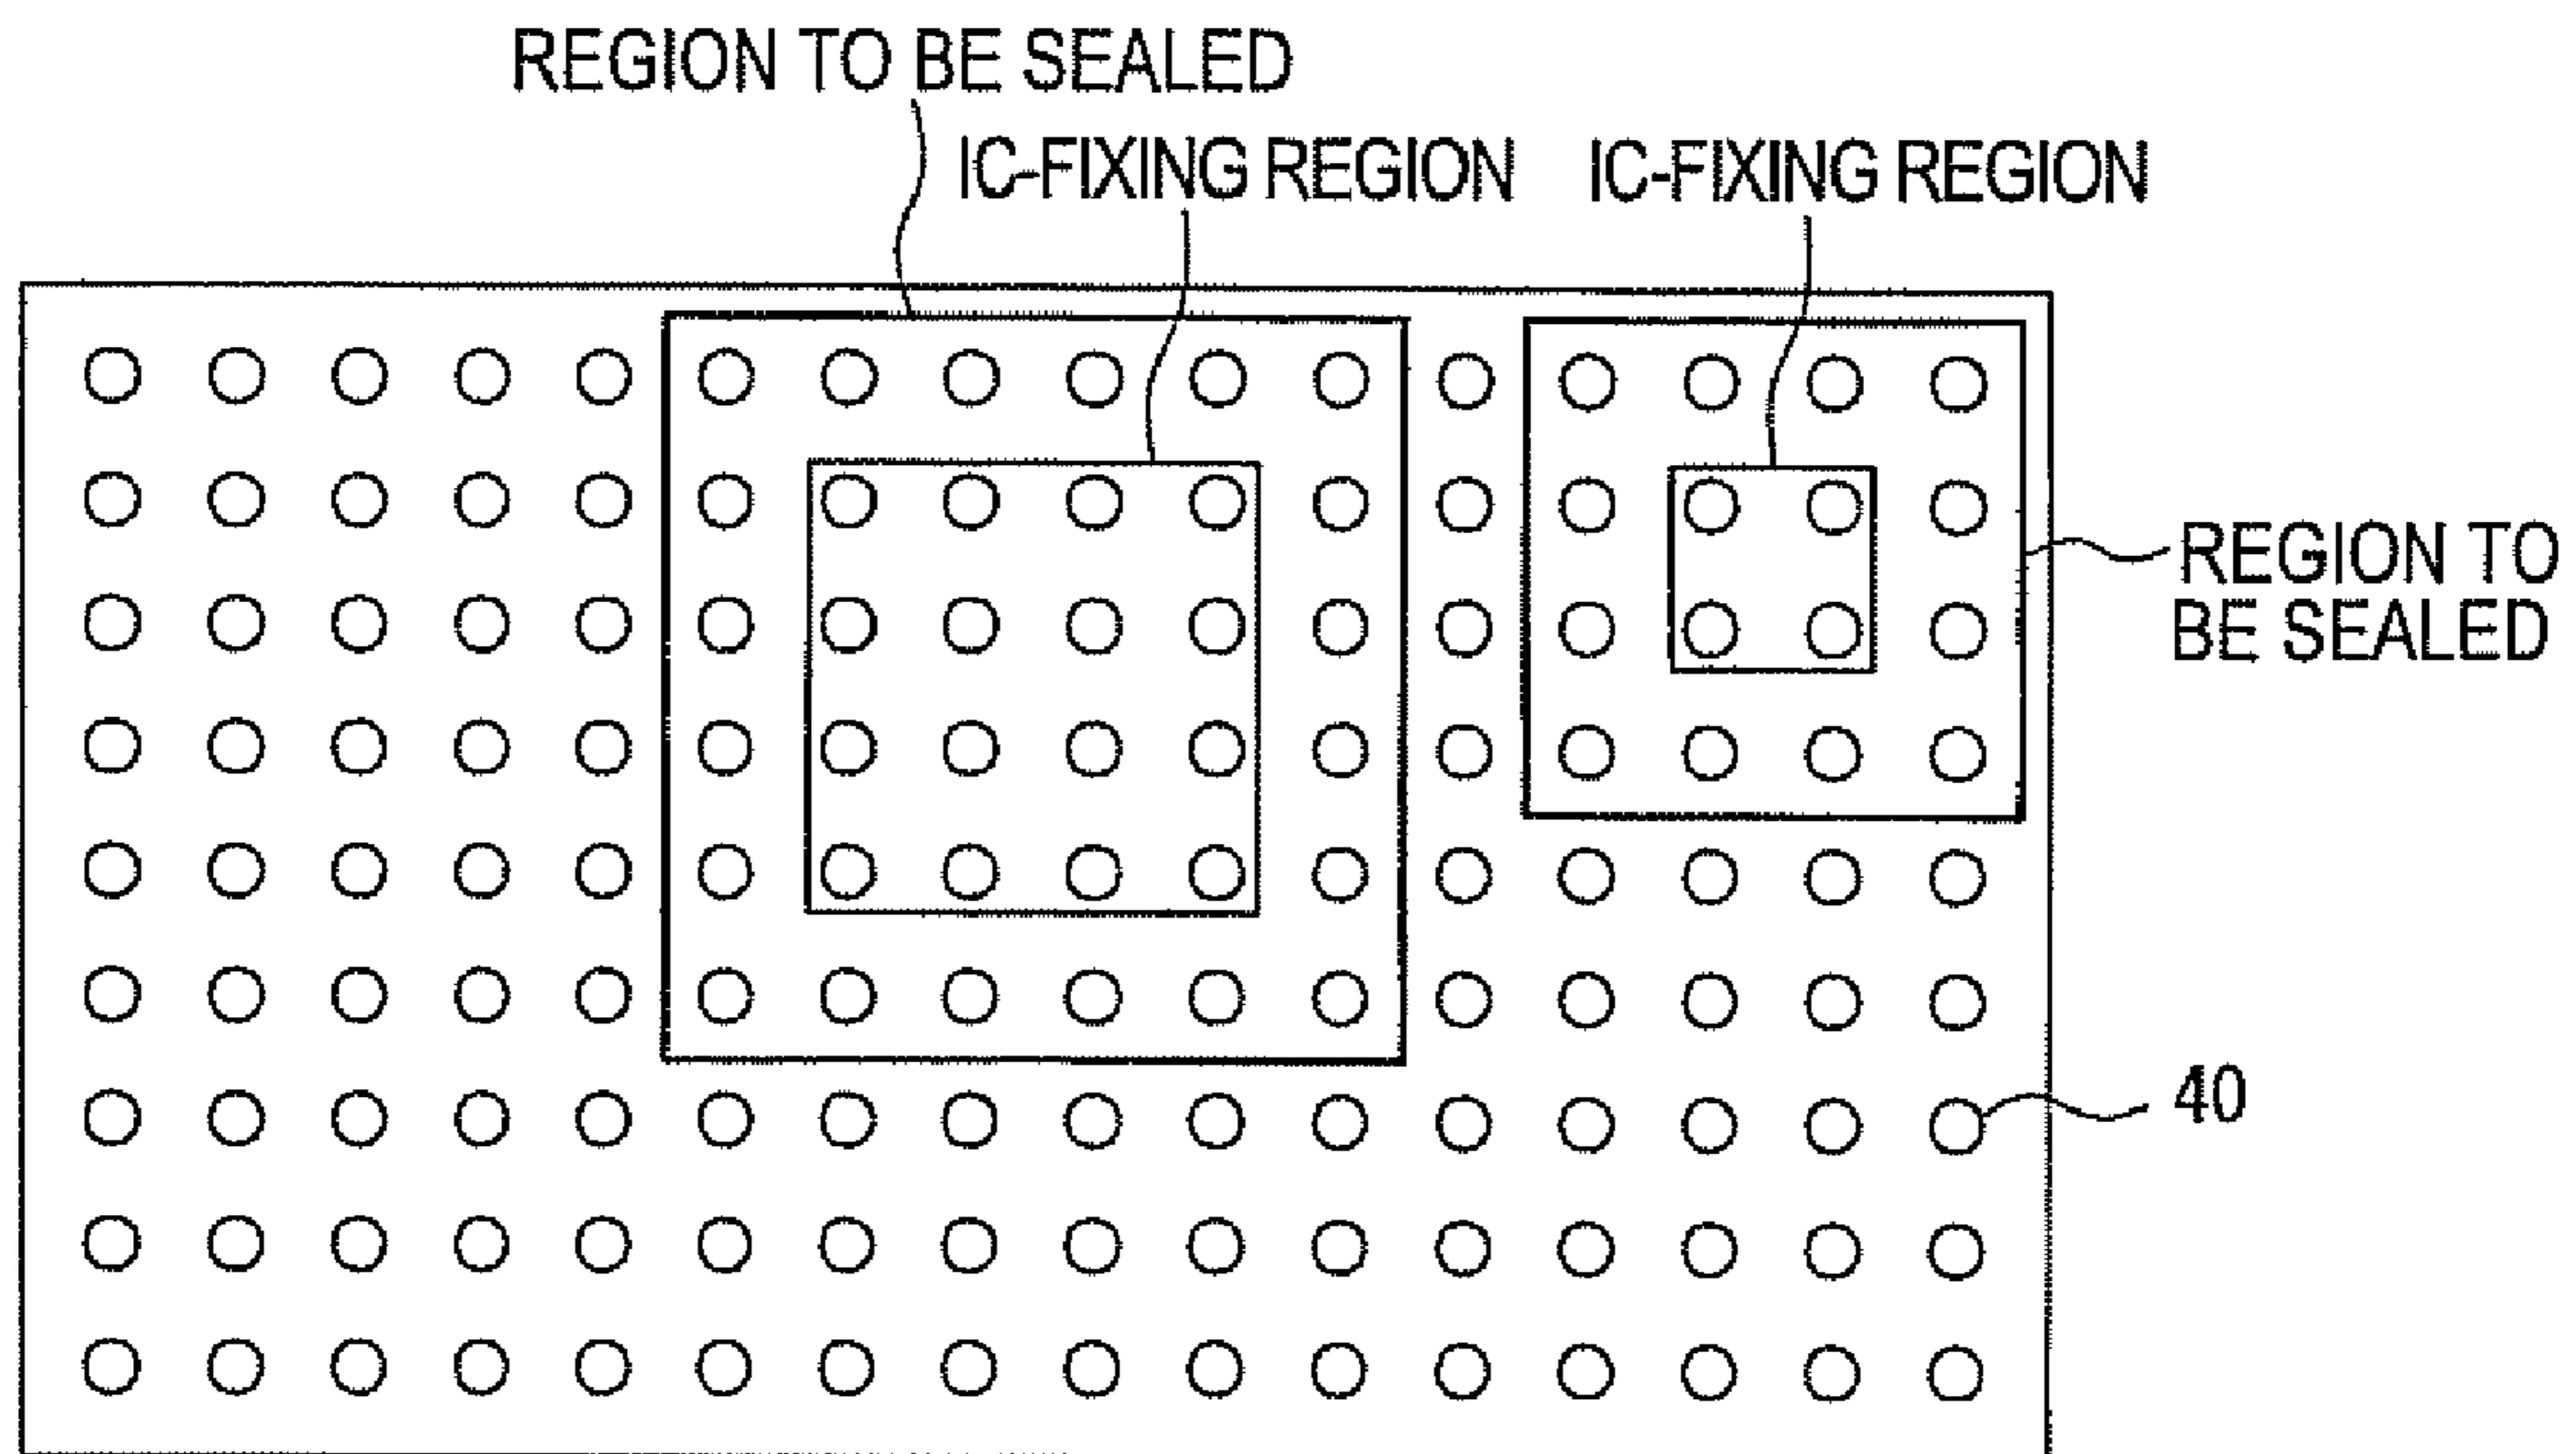 REGION TO BE SEALED
IC-FIXING REGION
IC-FIXING REGION
REGION TO
BE SEALED
40